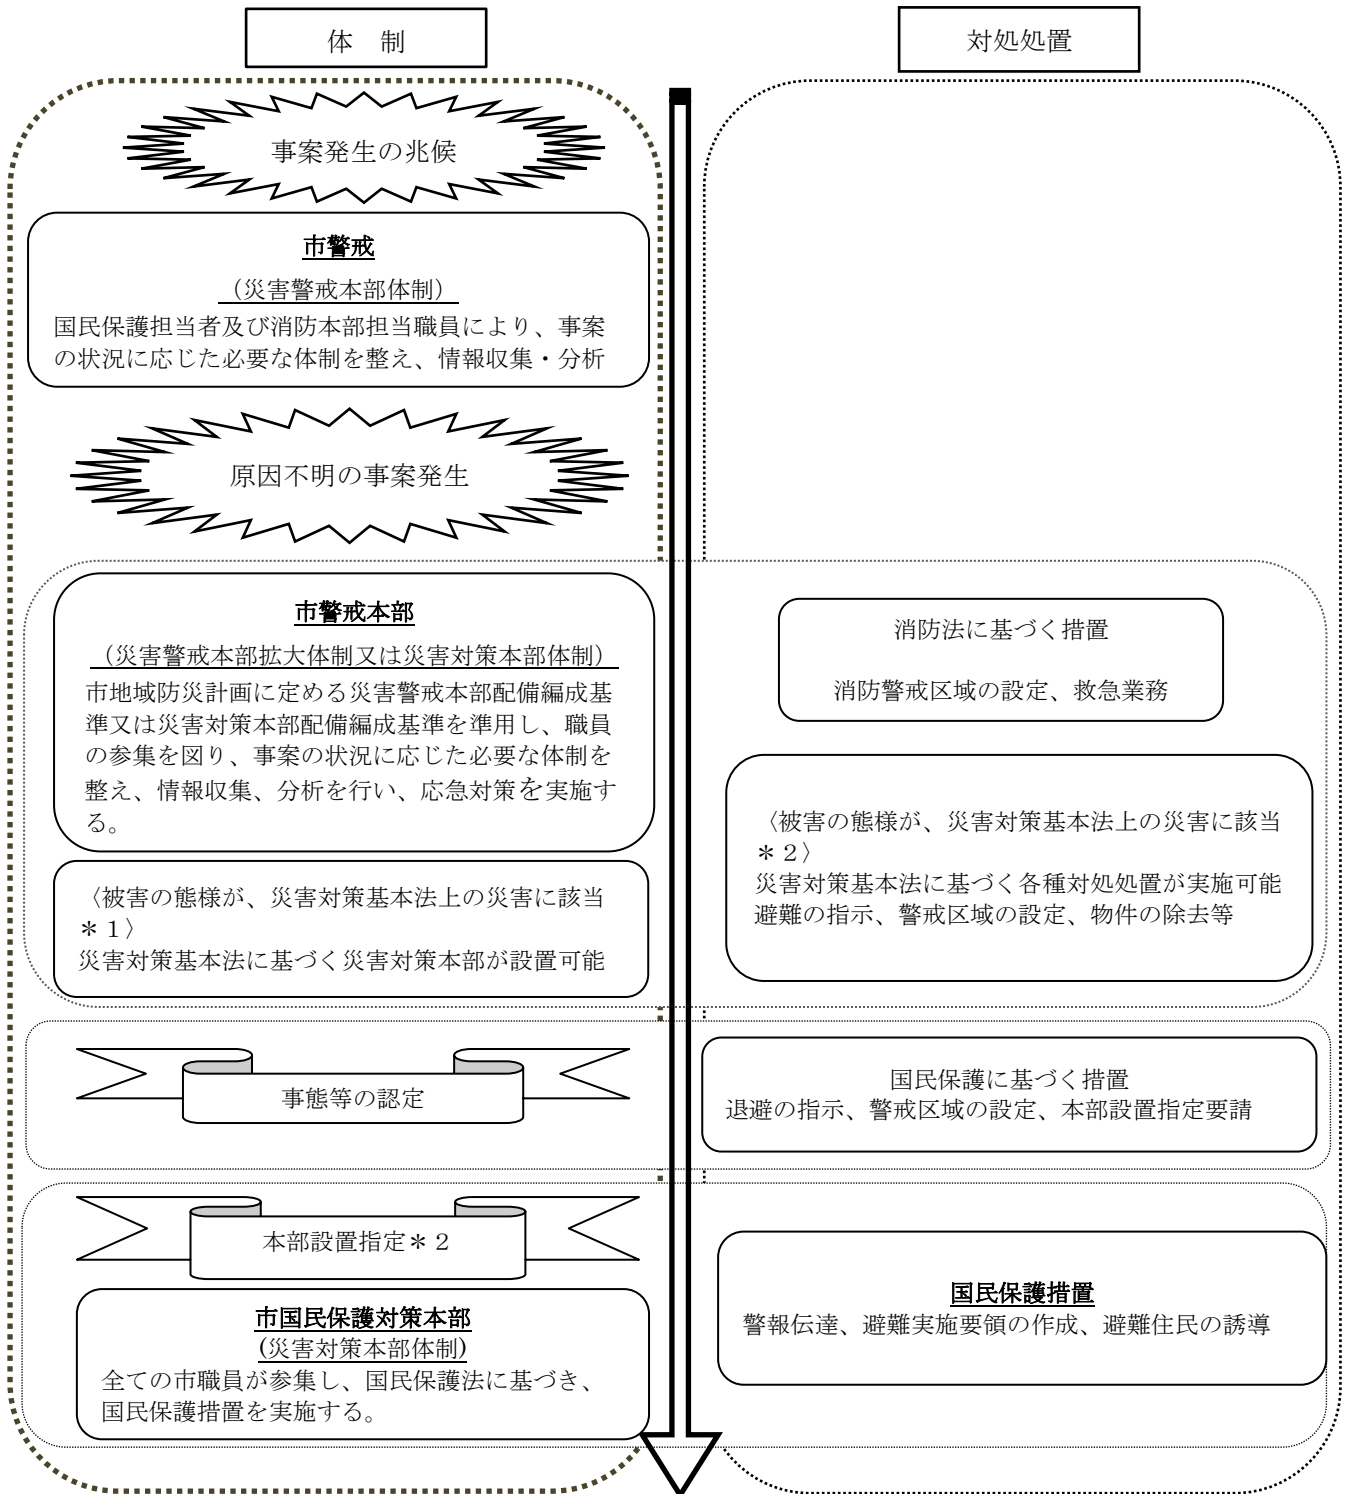 体　制
対処処置
事案発生の兆候
市警戒
（災害警戒本部体制）
国民保護担当者及び消防本部担当職員により、事案
の状況に応じた必要な体制を整え、情報収集・分析
原因不明の事案発生
市警戒本部
（災害警戒本部拡大体制又は災害対策本部体制）
市地域防災計画に定める災害警戒本部配備編成基
準又は災害対策本部配備編成基準を準用し、職員
の参集を図り、事案の状況に応じた必要な体制を
整え、情報収集、分析を行い、応急対策を実施す
る。
消防法に基づく措置
消防警戒区域の設定、救急業務
〈被害の態様が、災害対策基本法上の災害に該当
＊１〉
災害対策基本法に基づく災害対策本部が設置可能
〈被害の態様が、災害対策基本法上の災害に該当
＊２〉
災害対策基本法に基づく各種対処処置が実施可能
避難の指示、警戒区域の設定、物件の除去等
事態等の認定
国民保護に基づく措置
退避の指示、警戒区域の設定、本部設置指定要請
本部設置指定＊２
市国民保護対策本部
(災害対策本部体制)
全ての市職員が参集し、国民保護法に基づき、
国民保護措置を実施する。
国民保護措置
警報伝達、避難実施要領の作成、避難住民の誘導